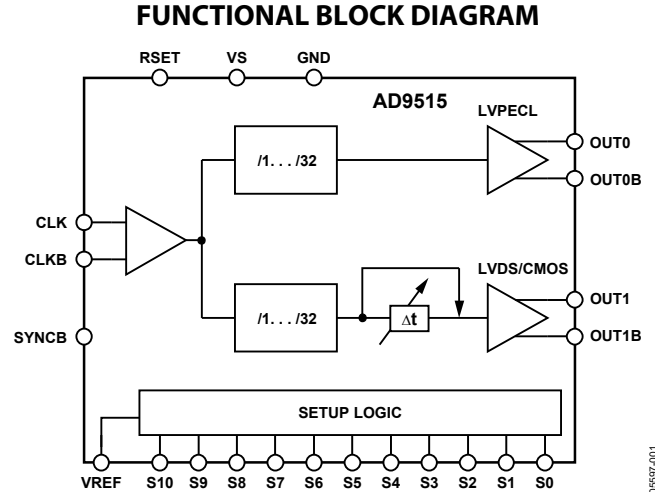 FUNCTIONAL BLOCK DIAGRAM
RSET VS GND
AD9515
LVPECL
/1. . . /32
OUT0
OUT0B
CLK
CLKB
LVDS/CMOS
/1. . . /32
Δt
OUT1
OUT1B
SYNCB
SETUP LOGIC
VREF S10 S9 S8 S7 S6 S5 S4 S3 S2 S1 S0
05597-001